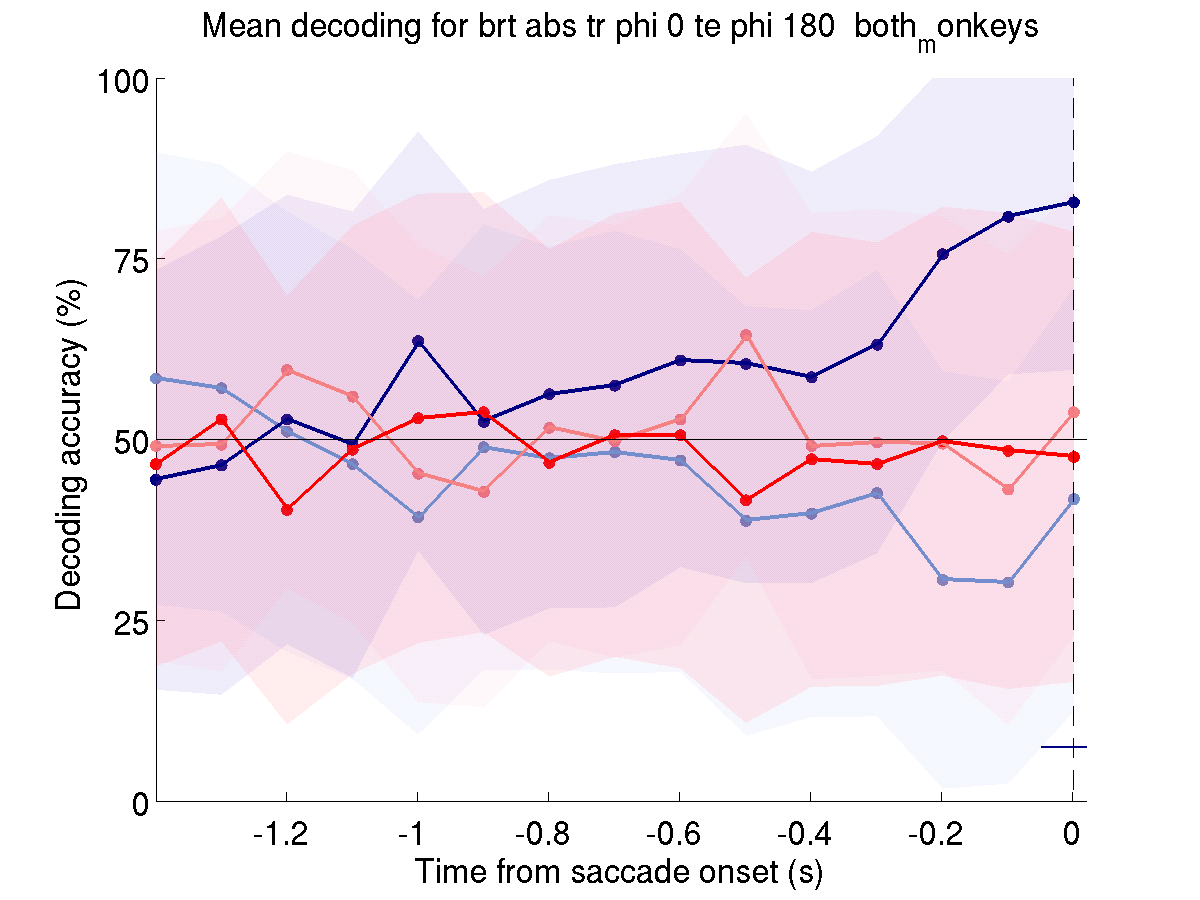 Mean decoding for brt abs tr phi 0 te phi 180 both_monkeys
100
75
50
25
0
Decoding accuracy (%)
-1.2 -1 -0.8 -0.6 -0.4 -0.2 0
Time from saccade onset (s)